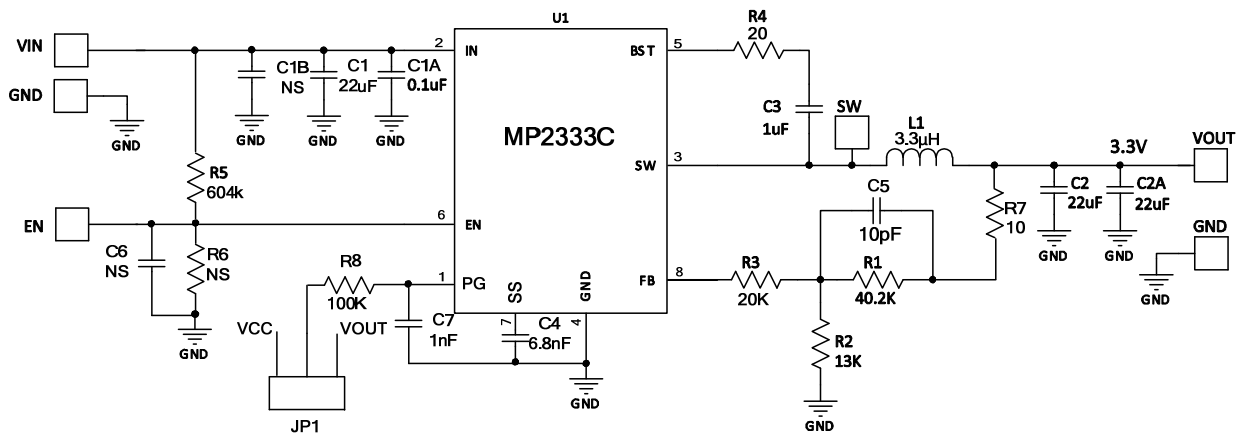 U1
VIN
GND
GND
2
IN
C1B
NS
C1
22uF
C1A
0.1uF
GND
GND
GND
MP2333C
BST
5
R4
20
C3
1uF
SW
SW
3
L1
3.3µH
3.3V
VOUT
R5
604k
EN
6
EN
C6
NS
R6
NS
GND
C5
10pF
R7
10
C2
22uF
C2A
22uF
GND
GND
GND
GND
R8
100K
1
PG
SS
GND
FB
8
R3
20K
R1
40.2K
R2
13K
GND
VCC
VOUT
C7
1nF
7
C4
6.8nF
4
GND
JP1